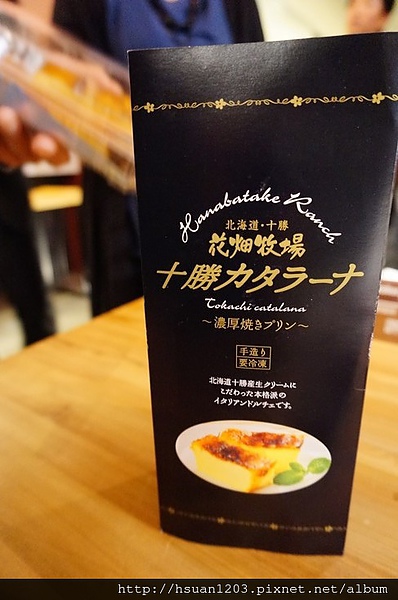 Hanabatake Ranch
北海道・十勝
花畑牧場
十勝カタラーナ
Tokachi catalana
～濃厚焼きプリン～
手造り
要冷凍
北海道十勝産生クリームに
こだわった本格派の
イタリアンドルチェです。
http://hsuan1203.pixnet.net/album